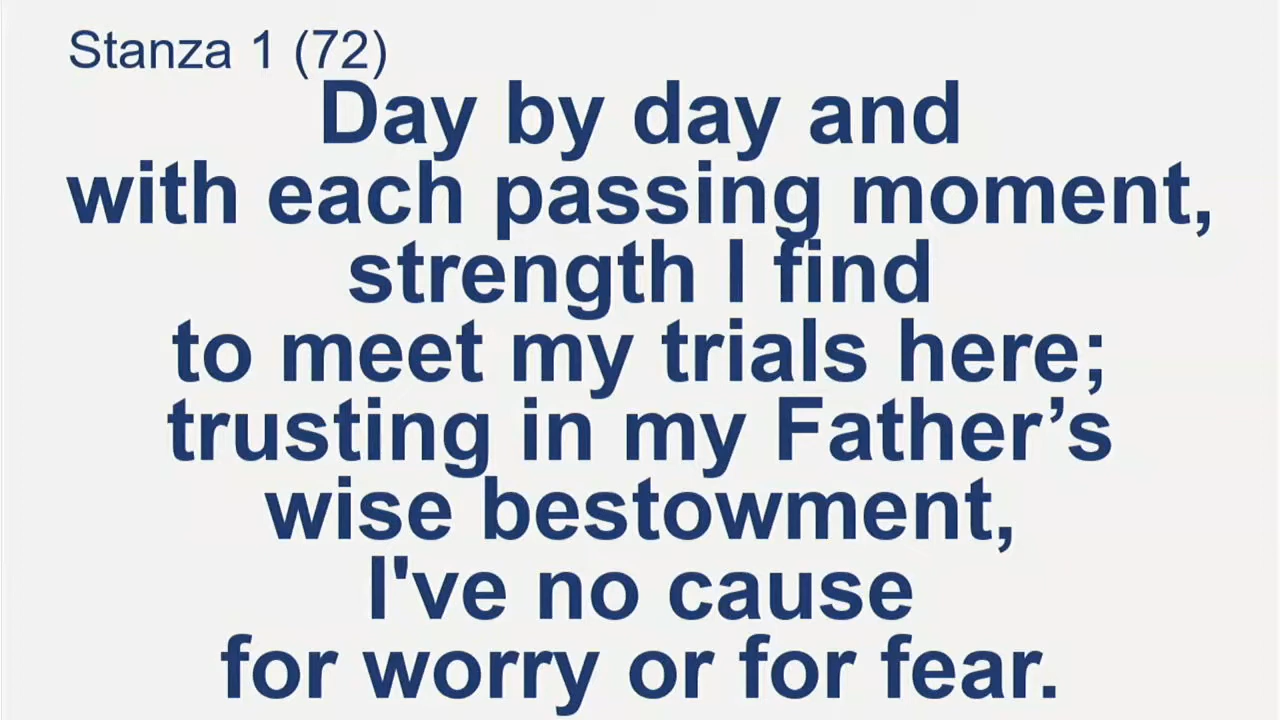 Stanza 1 (72)
Day by day and
with each passing moment,
strength I find
to meet my trials here;
trusting in my Father’s
wise bestowment,
I've no cause
for worry or for fear.